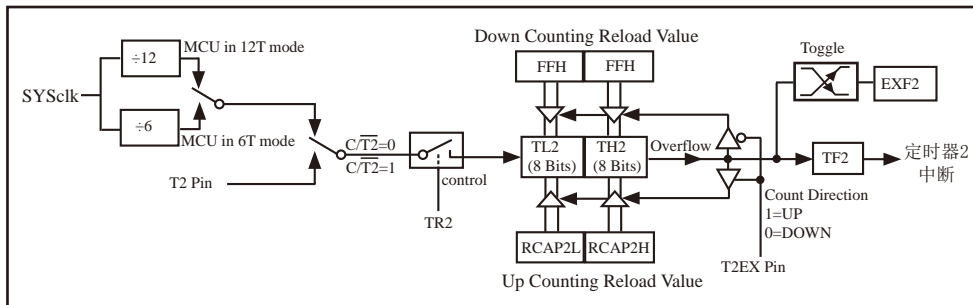 Down Counting Reload Value
Toggle
÷12
MCU in 12T mode
FFH
FFH
EXF2
SYSclk
÷6
MCU in 6T mode
C/T2=0
C/T2=1
TL2
(8 Bits)
TH2
(8 Bits)
Overflow
TF2
定时器2
中断
T2 Pin
control
TR2
Count Direction
1=UP
0=DOWN
RCAP2L
RCAP2H
T2EX Pin
Up Counting Reload Value